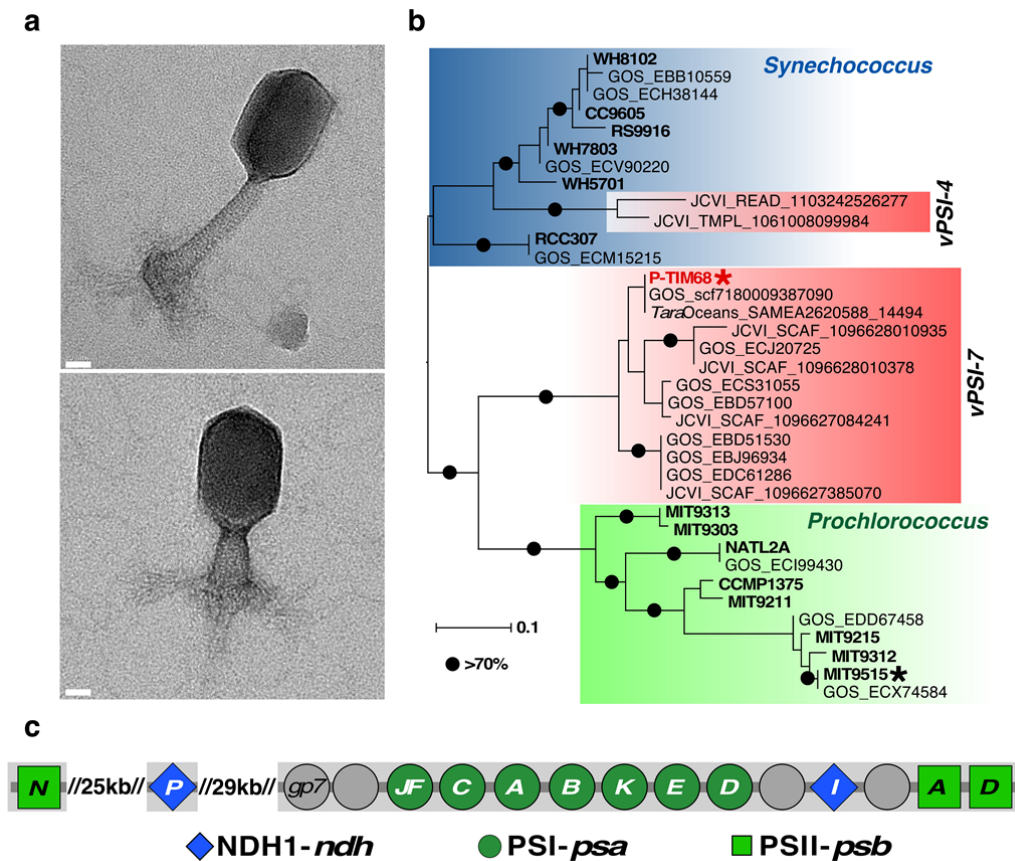 a
b
WH8102
Synechococcus
GOS_EBB10559
GOS_ECH38144
CC9605
RS9916
WH7803
GOS_ECV90220
WH5701
JCVI_READ_1103242526277
JCVI_TMPL_1061008099984
vPSI-4
RCC307
GOS_ECM15215
P-TIM68*
GOS_scf7180009387090
TaraOceans_SAMEA2620588_14494
JCVI_SCAF_1096628010935
GOS_ECJ20725
JCVI_SCAF_1096628010378
GOS_ECS31055
GOS_EBD57100
JCVI_SCAF_1096627084241
GOS_EBD51530
GOS_EBJ96934
GOS_EDC61286
JCVI_SCAF_1096627385070
vPSI-7
MIT9313
Prochlorococcus
MIT9303
NATL2A
GOS_ECI99430
CCMP1375
MIT9211
GOS_EDD67458
MIT9215
MIT9312
MIT9515*
GOS_ECX74584
0.1
>70%
c
N //25kb// P //29kb// gp7 JF C A B K E D I A D
NDH1-ndh PSI-psa PSII-psb